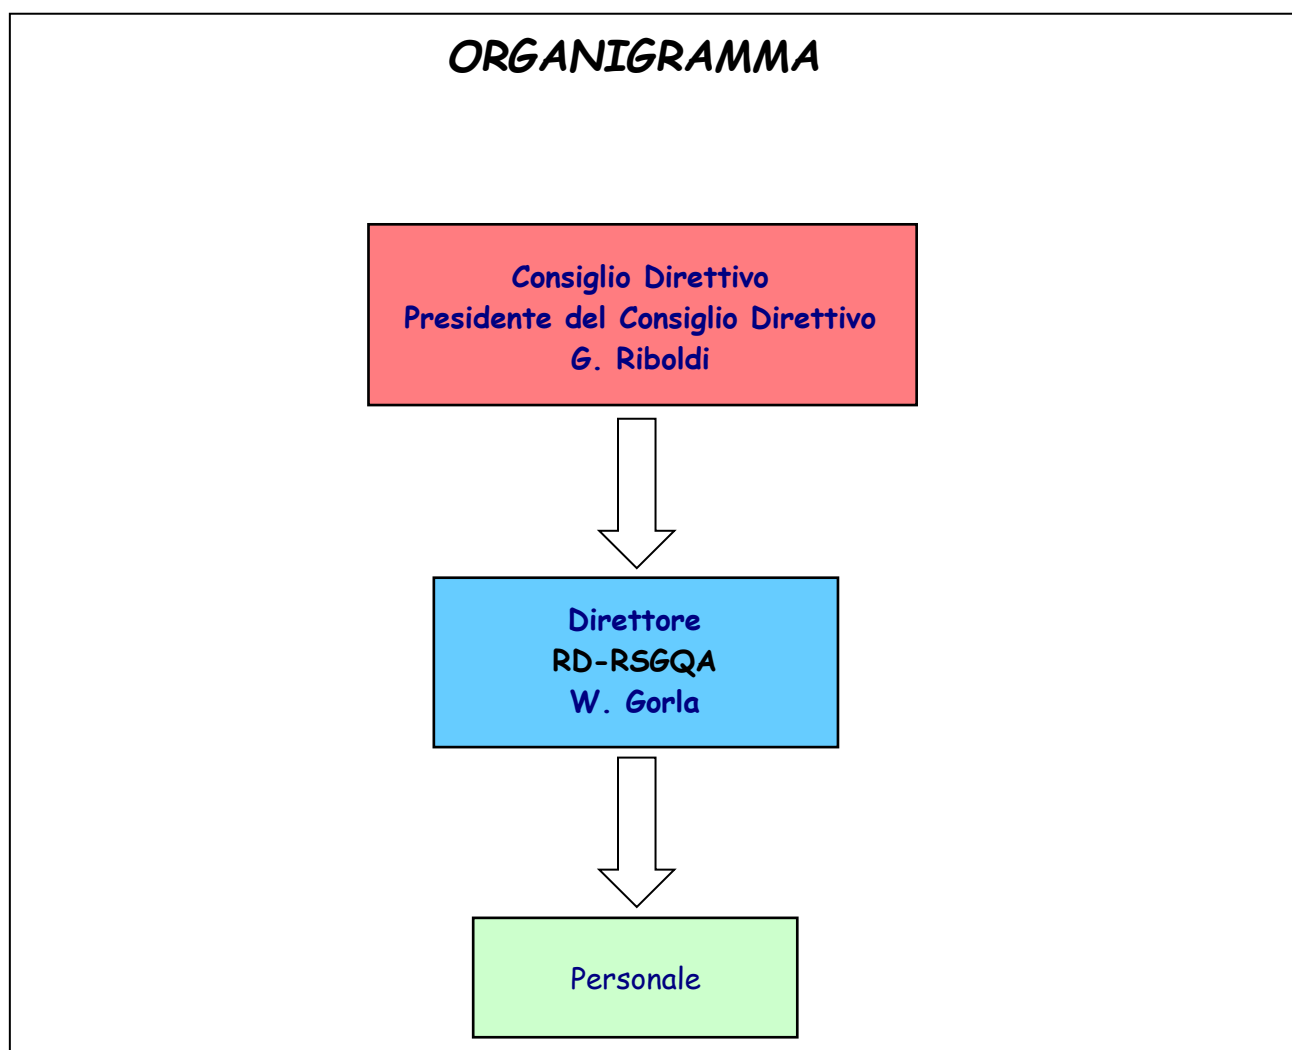 ORGANIGRAMMA
Consiglio Direttivo
Presidente del Consiglio Direttivo
G. Riboldi
Direttore
RD-RSGQA
W. Gorla
Personale